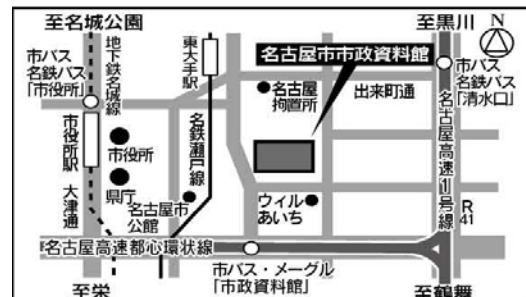 至名城公園
至黒川
N
地下鉄名城線
東大手駅
名古屋市市政資料館
市バス
名鉄バス
「市役所」
名古屋
拘置所
出来町通
市バス
名鉄バス
「清水口」
市役所駅
市役所
名鉄瀬戸線
名古屋高速1号線
県庁
大津通
名古屋市
公館
ウィル
あいち
R
41
名古屋高速都心環状線
市バス・メーグル
「市政資料館」
至栄
至鶴舞